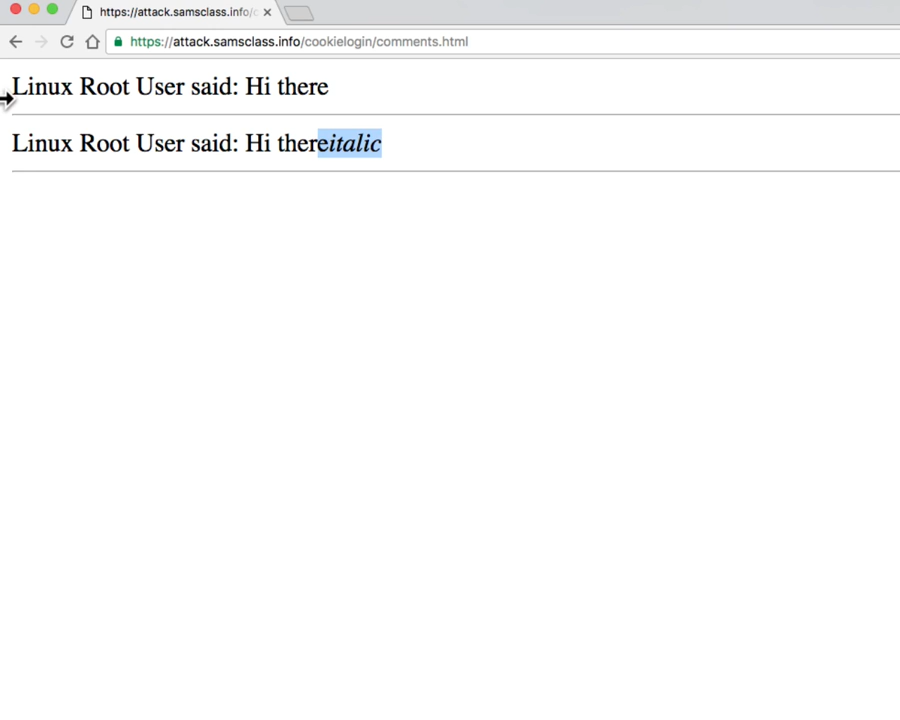 https://attack.samsclass.info/
https://attack.samsclass.info/cookielogin/comments.html
Linux Root User said: Hi there
Linux Root User said: Hi thereitalic